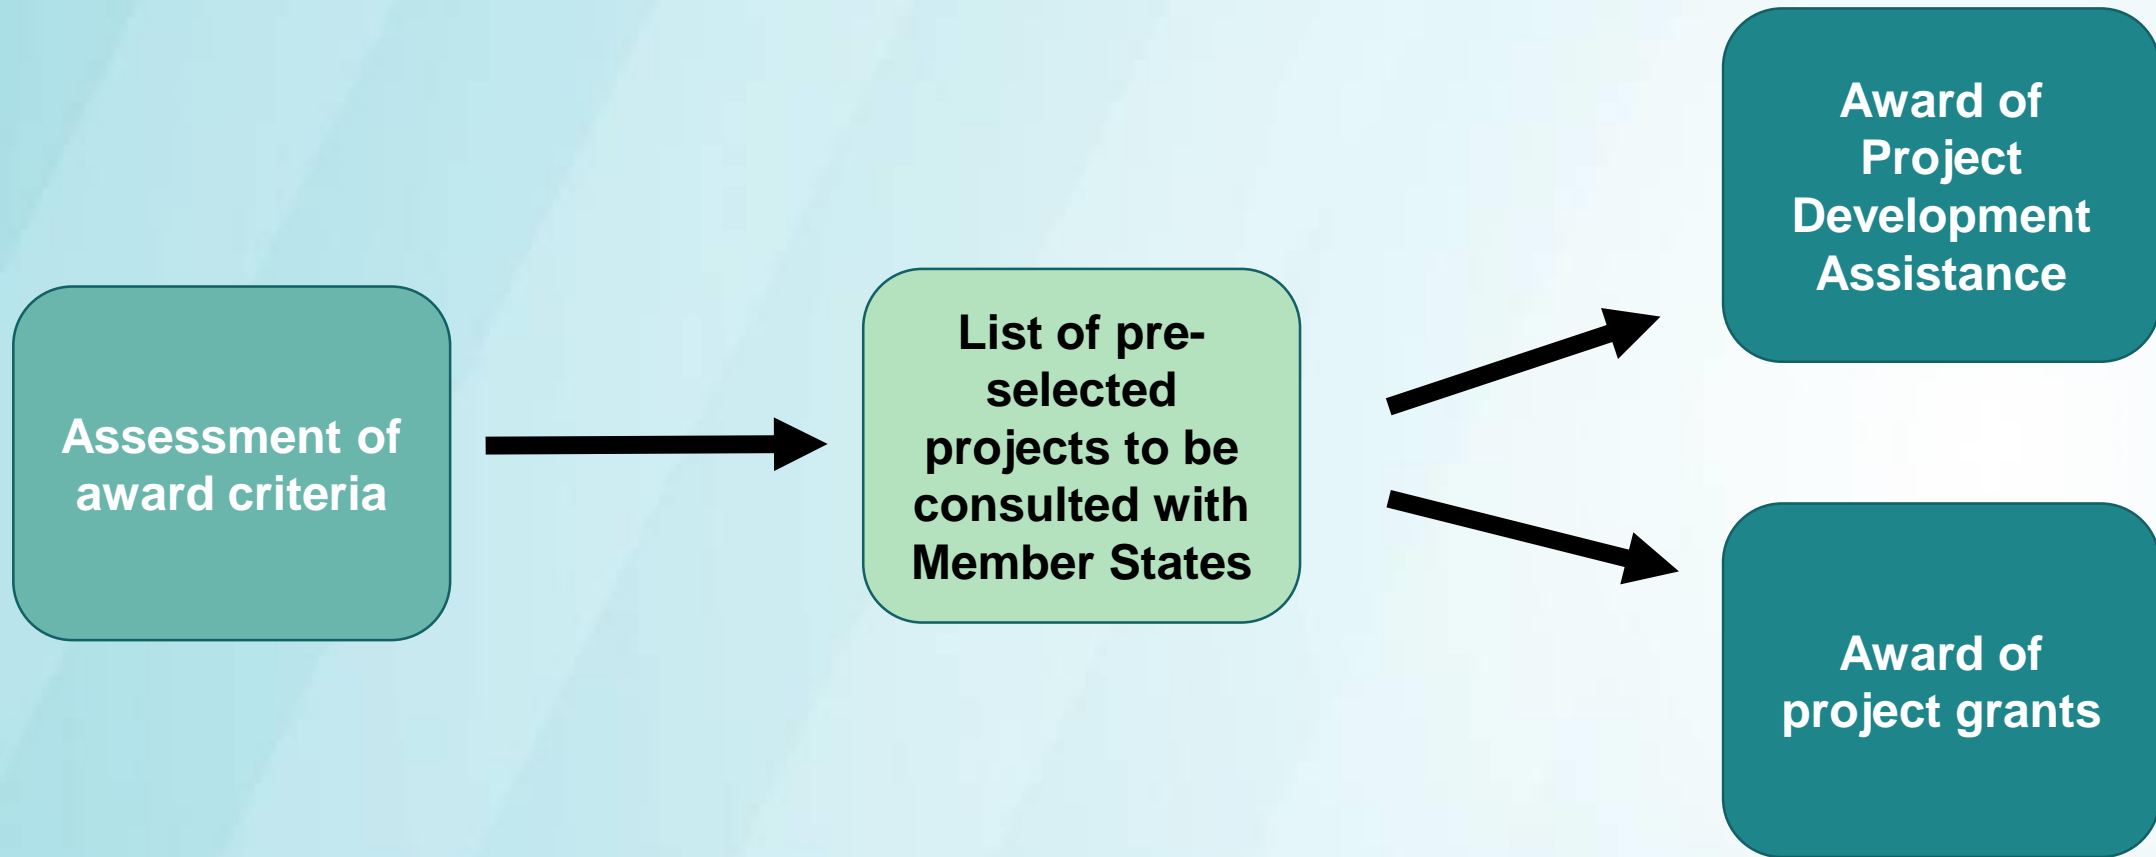 Assessment of
award criteria
List of pre-
selected
projects to be
consulted with
Member States
Award of
Project
Development
Assistance
Award of
project grants